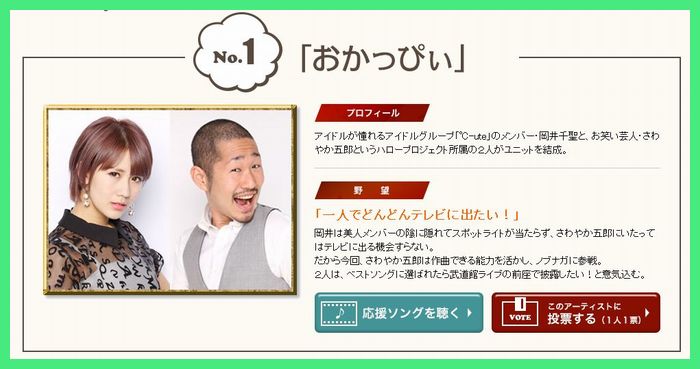 No.1
「おかっぴぃ」
プロフィール
アイドルが憧れるアイドルグループ「℃-ute」のメンバー・岡井千聖と、お笑い芸人・さわ
やか五郎というハロープロジェクト所属の2人がユニットを結成。
野 望
「一人でどんどんテレビに出たい！」
岡井は美人メンバーの陰に隠れてスポットライトが当たらず、さわやか五郎にいたって
はテレビに出る機会すらない。
だから今回、さわやか五郎は作曲できる能力を活かし、ノブナガに参戦。
2人は、ベストソングに選ばれたら武道館ライブの前座で披露したい！と意気込む。
応援ソングを聴く
VOTE
このアーティストに
投票する（1人1票）